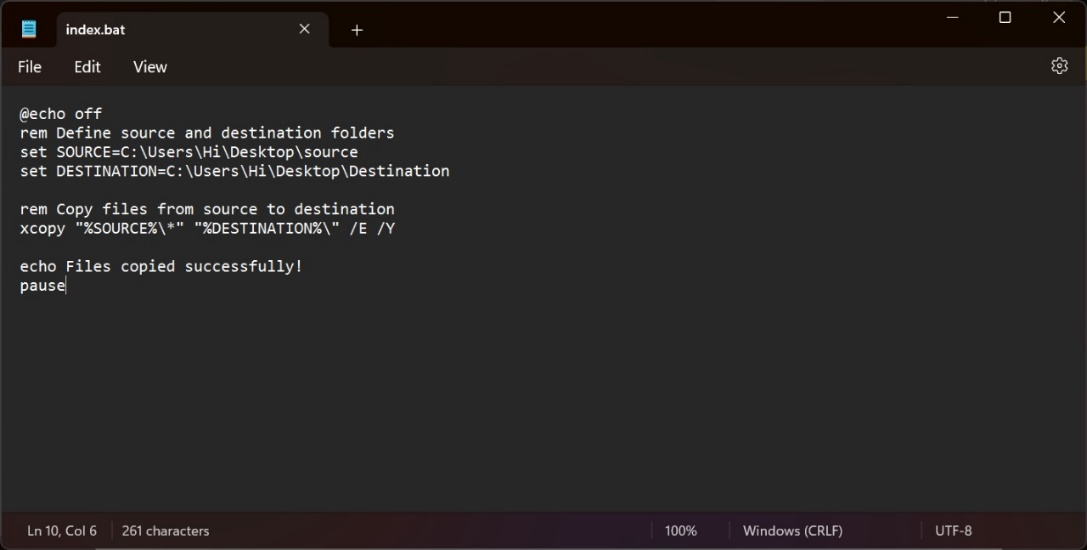 index.bat
File Edit View
@echo off
rem Define source and destination folders
set SOURCE=C:\Users\Hi\Desktop\source
set DESTINATION=C:\Users\Hi\Desktop\Destination
rem Copy files from source to destination
xcopy "%SOURCE%\*" "%DESTINATION%\" /E /Y
echo Files copied successfully!
pause
Ln 10, Col 6 261 characters 100% Windows (CRLF) UTF-8